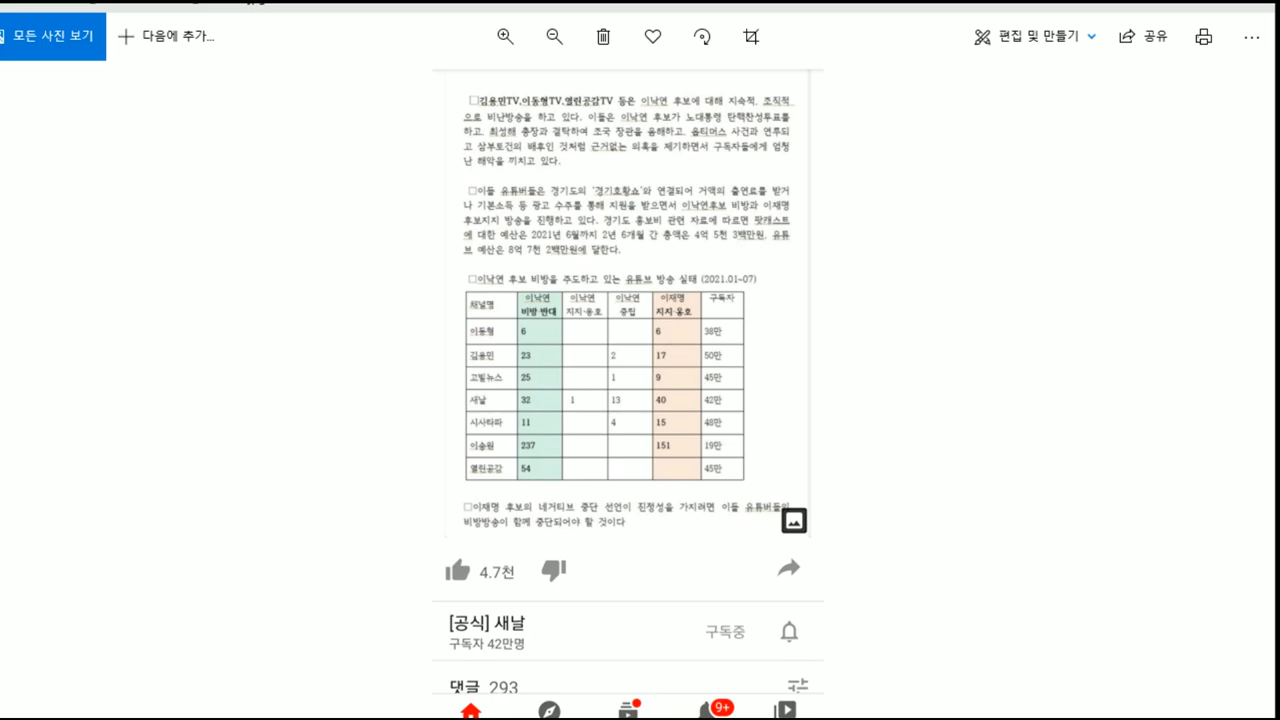 모든 사진 보기
다음에 추가...
편집 및 만들기
공유
□김용민TV,이동형TV,열린공감TV 등은 이낙연 후보에 대해 지속적, 조직적
으로 비난방송을 하고 있다. 이들은 이낙연 후보가 노대통령 탄핵찬성투표를
하고, 최성해 총장과 결탁하여 조국 장관을 음해하고, 옵티머스 사건과 연루되
고 삼부토건의 배후인 것처럼 근거없는 의혹을 제기하면서 구독자들에게 엄청
난 해악을 끼치고 있다.
□이들 유튜버들은 경기도의 '경기호황쇼'와 연결되어 거액의 출연료를 받거
나 기본소득 등 광고 수주를 통해 지원을 받으면서 이낙연후보 비방과 이재명
후보지지 방송을 진행하고 있다. 경기도 홍보비 관련 자료에 따르면 팟캐스트
에 대한 예산은 2021년 6월까지 2년 6개월 간 총액은 4억 5천 3백만원, 유튜
브 예산은 8억 7천 2백만원에 달한다.
□이낙연 후보 비방을 주도하고 있는 유튜브 방송 실태 (2021.01~07)
채널명 이낙연 비방·반대 이낙연 지지·옹호 이낙연 중립 이재명 지지·옹호 구독자
이동형 6 6 38만
김용민 23 2 17 50만
고발뉴스 25 1 9 45만
새날 32 1 13 40 42만
시사타파 11 4 15 48만
이송원 237 151 19만
열린공감 54 45만
□이재명 후보의 네거티브 중단 선언이 진정성을 가지려면 이들 유튜버들의
비방방송이 함께 중단되어야 할 것이다
4.7천
[공식] 새날
구독자 42만명
구독중
댓글 293
9+